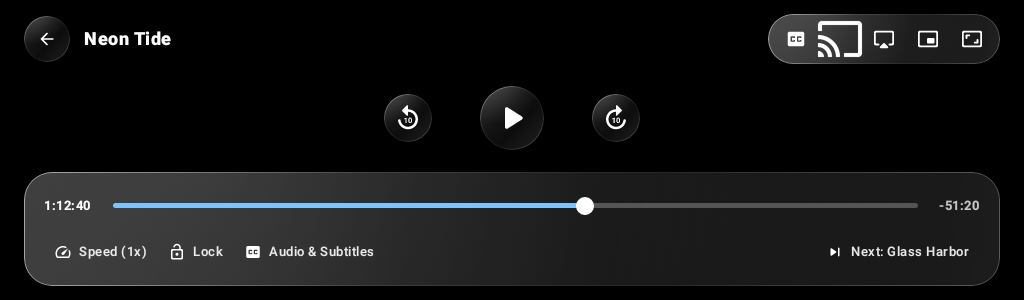 Neon Tide
CC
10
10
1:12:40
-51:20
Speed (1x)
Lock
CC Audio & Subtitles
Next: Glass Harbor